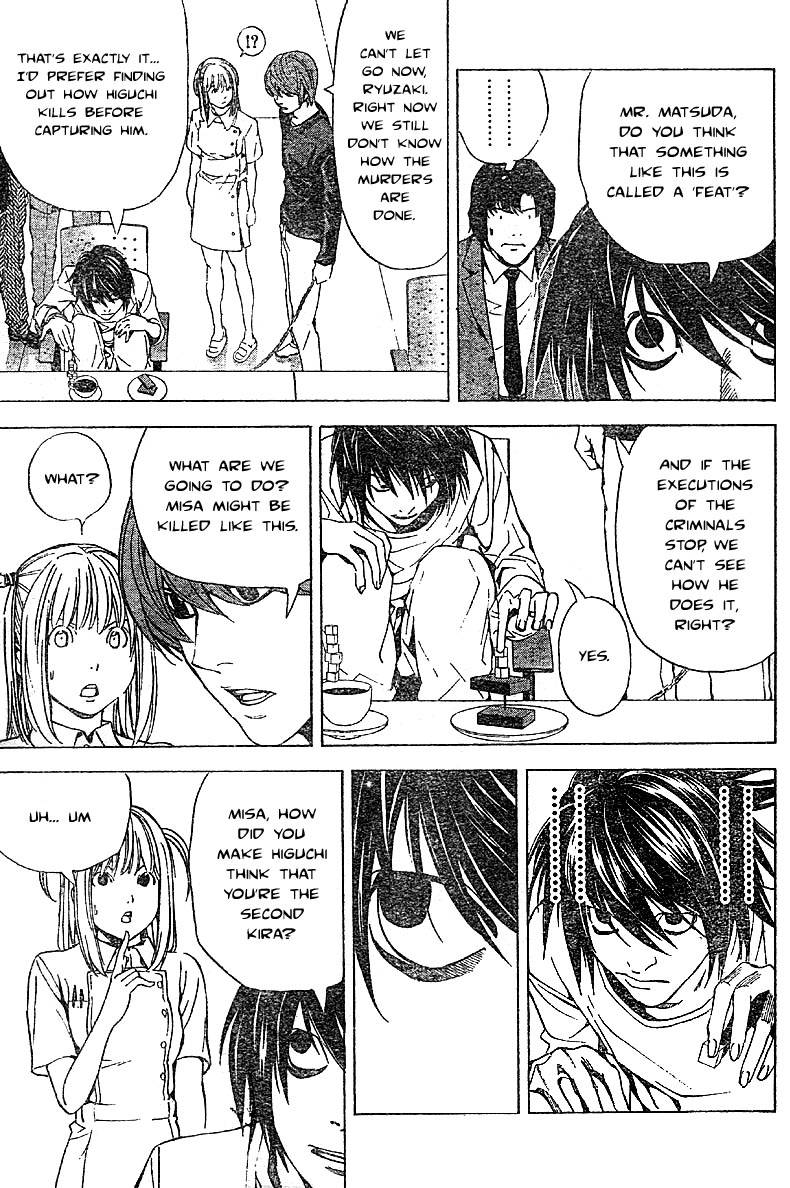 MR. MATSUDA,
DO YOU THINK
THAT SOMETHING
LIKE THIS IS
CALLED A 'FEAT'?
WE
CAN'T LET
GO NOW,
RYUZAKI.
RIGHT NOW
WE STILL
DON'T KNOW
HOW THE
MURDERS
ARE
DONE.
!?
THAT'S EXACTLY IT...
I'D PREFER FINDING
OUT HOW HIGUCHI
KILLS BEFORE
CAPTURING HIM.
AND IF THE
EXECUTIONS
OF THE
CRIMINALS
STOP, WE
CAN'T SEE
HOW HE
DOES IT,
RIGHT?
YES.
WHAT ARE WE
GOING TO DO?
MISA MIGHT BE
KILLED LIKE THIS.
WHAT?
MISA, HOW
DID YOU
MAKE HIGUCHI
THINK THAT
YOU'RE THE
SECOND
KIRA?
UH... UM